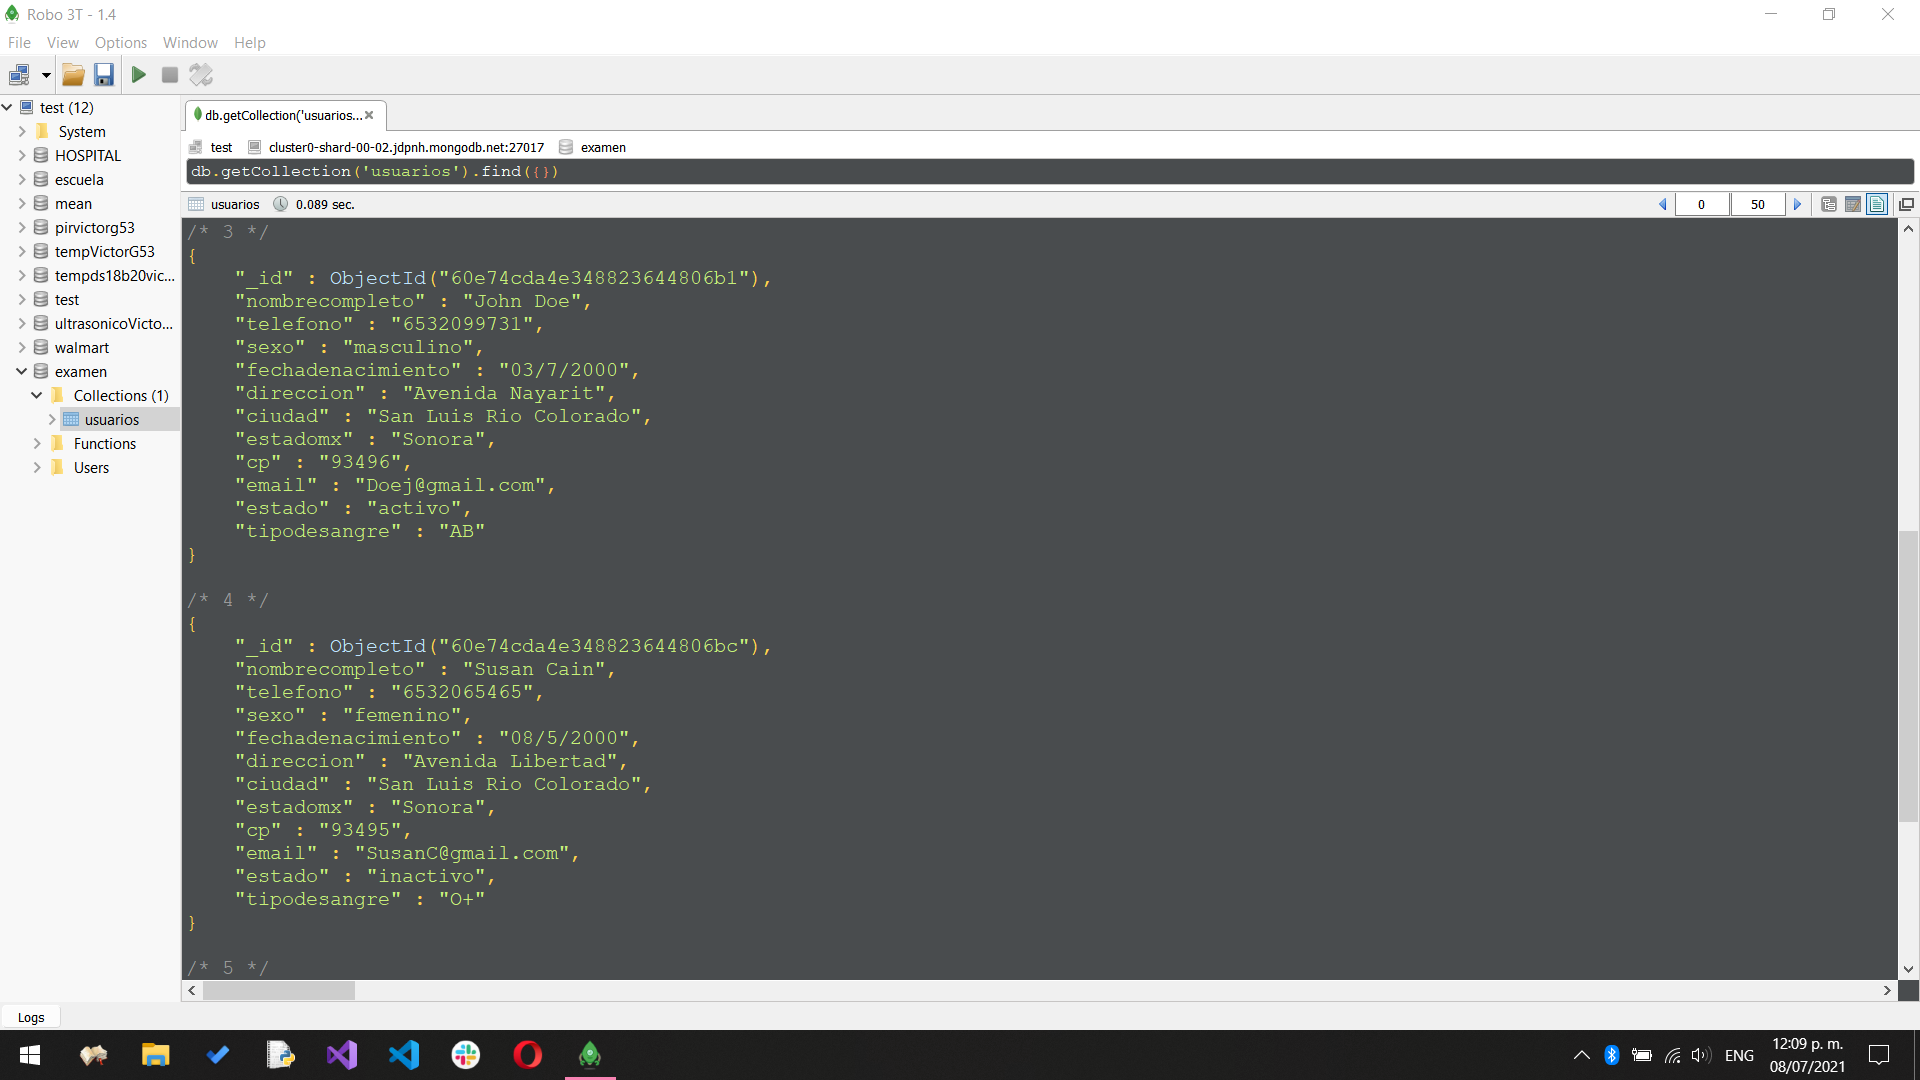 Robo 3T - 1.4
File View Options Window Help
test (12)
System
HOSPITAL
escuela
mean
pirvictorg53
tempVictorG53
tempds18b20vic...
test
ultrasonicoVicto...
walmart
examen
Collections (1)
usuarios
Functions
Users
db.getCollection('usuarios...
test cluster0-shard-00-02.jdpnh.mongodb.net:27017 examen
db.getCollection('usuarios').find({})
usuarios 0.089 sec. 0 50
/* 3 */
{
"_id" : ObjectId("60e74cda4e348823644806b1"),
"nombrecompleto" : "John Doe",
"telefono" : "6532099731",
"sexo" : "masculino",
"fechadenacimiento" : "03/7/2000",
"direccion" : "Avenida Nayarit",
"ciudad" : "San Luis Rio Colorado",
"estadomx" : "Sonora",
"cp" : "93496",
"email" : "Doej@gmail.com",
"estado" : "activo",
"tipodesangre" : "AB"
}
/* 4 */
{
"_id" : ObjectId("60e74cda4e348823644806bc"),
"nombrecompleto" : "Susan Cain",
"telefono" : "6532065465",
"sexo" : "femenino",
"fechadenacimiento" : "08/5/2000",
"direccion" : "Avenida Libertad",
"ciudad" : "San Luis Rio Colorado",
"estadomx" : "Sonora",
"cp" : "93495",
"email" : "SusanC@gmail.com",
"estado" : "inactivo",
"tipodesangre" : "O+"
}
/* 5 */
Logs
ENG
12:09 p. m.
08/07/2021